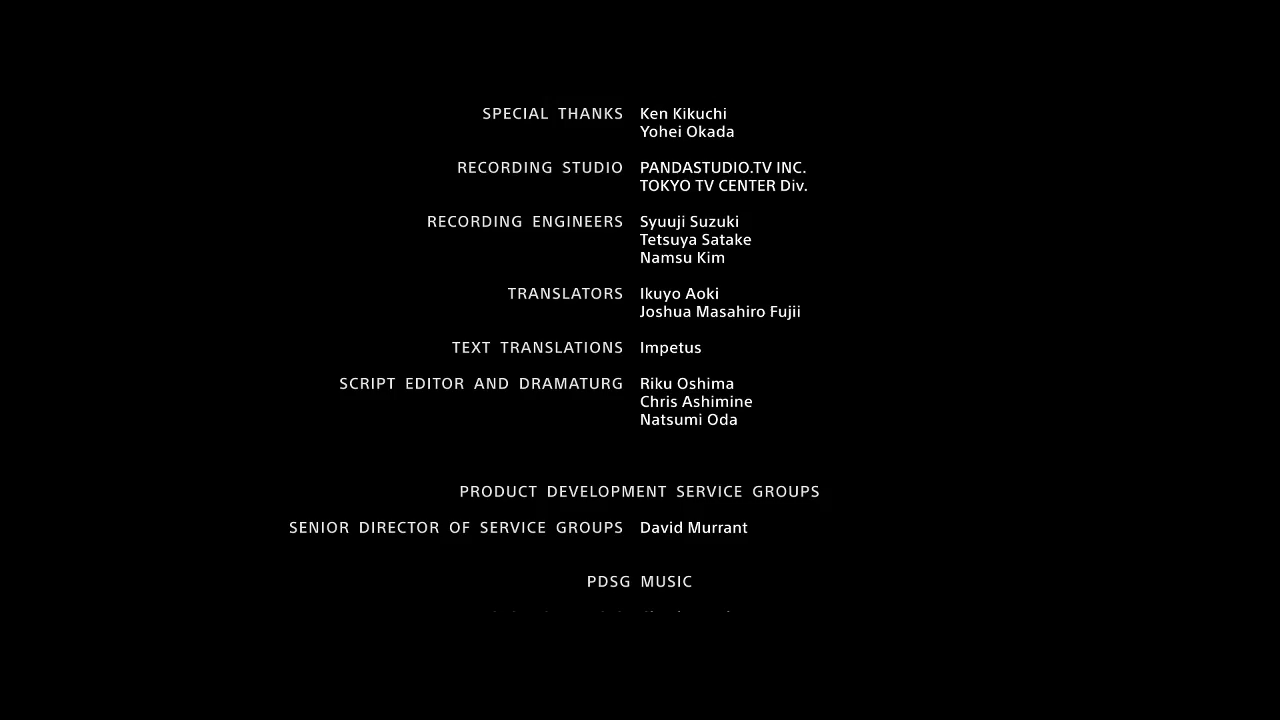 SPECIAL THANKS Ken Kikuchi
Yohei Okada
RECORDING STUDIO PANDASTUDIO.TV INC.
TOKYO TV CENTER Div.
RECORDING ENGINEERS Syuuji Suzuki
Tetsuya Satake
Namsu Kim
TRANSLATORS Ikuyo Aoki
Joshua Masahiro Fujii
TEXT TRANSLATIONS Impetus
SCRIPT EDITOR AND DRAMATURG Riku Oshima
Chris Ashimine
Natsumi Oda
PRODUCT DEVELOPMENT SERVICE GROUPS
SENIOR DIRECTOR OF SERVICE GROUPS David Murrant
PDSG MUSIC